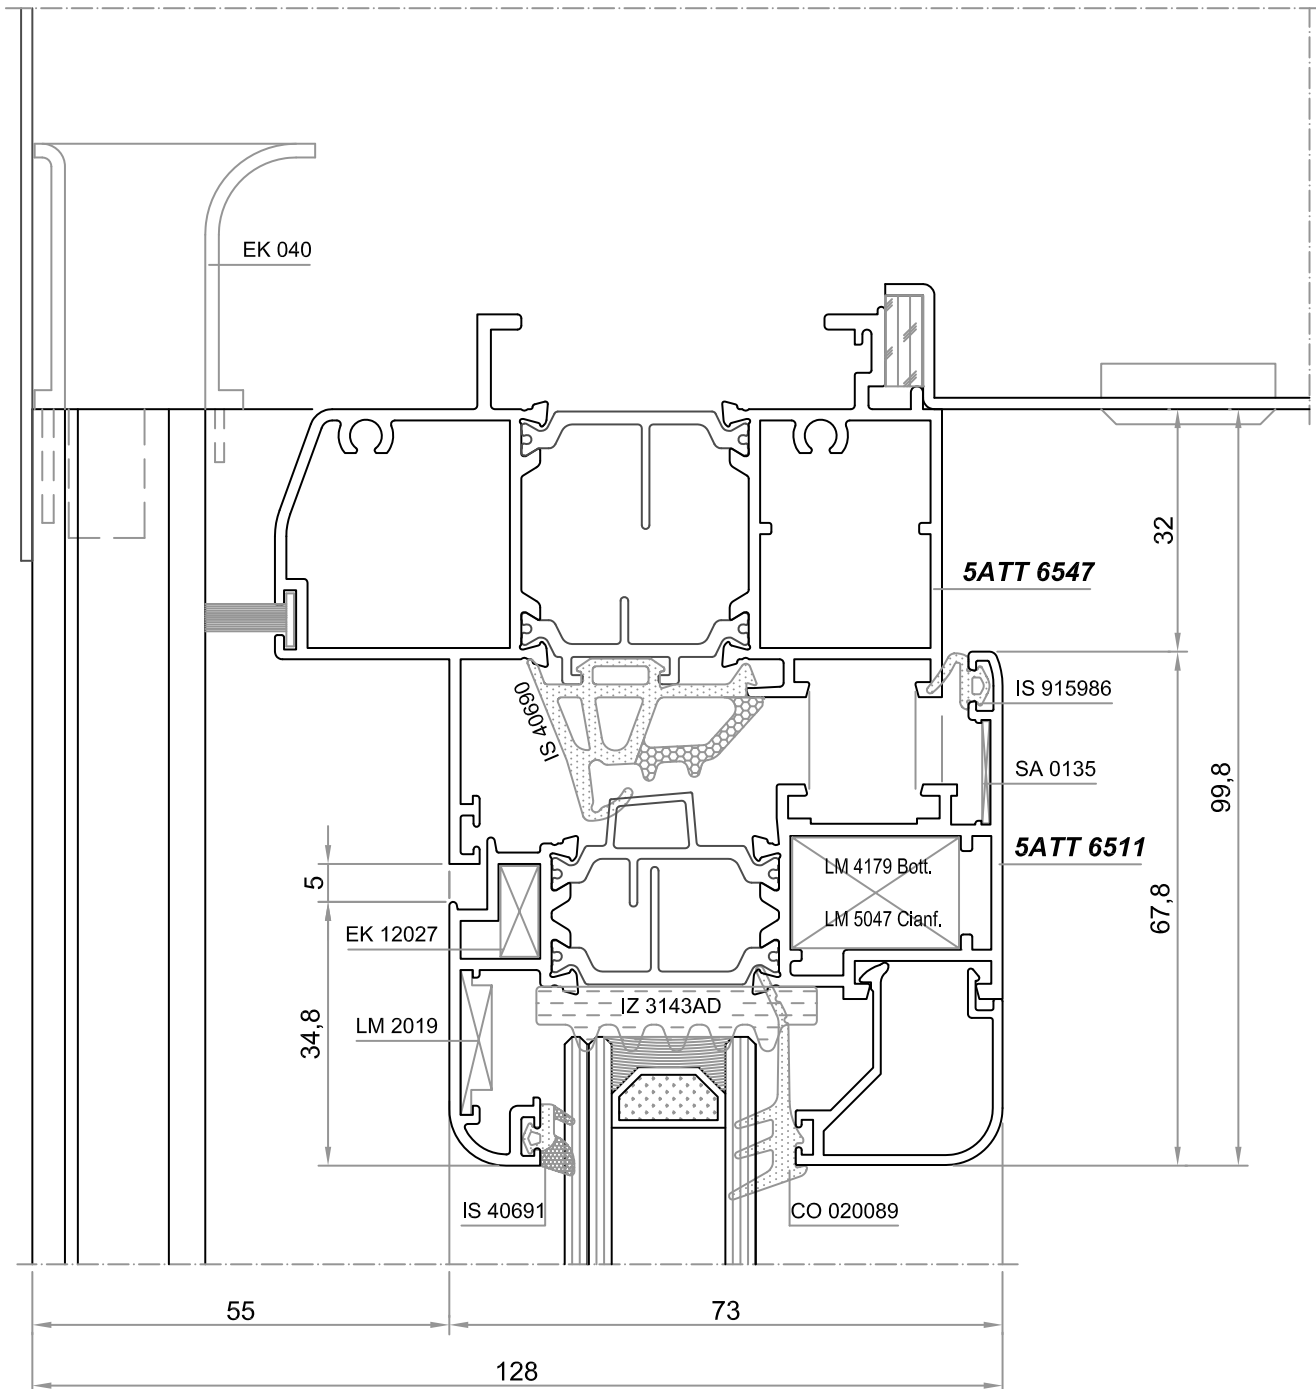 EK 040
32
5ATT 6547
IS 915986
IS 40690
SA 0135
99,8
5ATT 6511
LM 4179 Bott.
5
67,8
LM 5047 Cianf.
EK 12027
IZ 3143AD
LM 2019
34,8
IS 40691
CO 020089
55
73
128